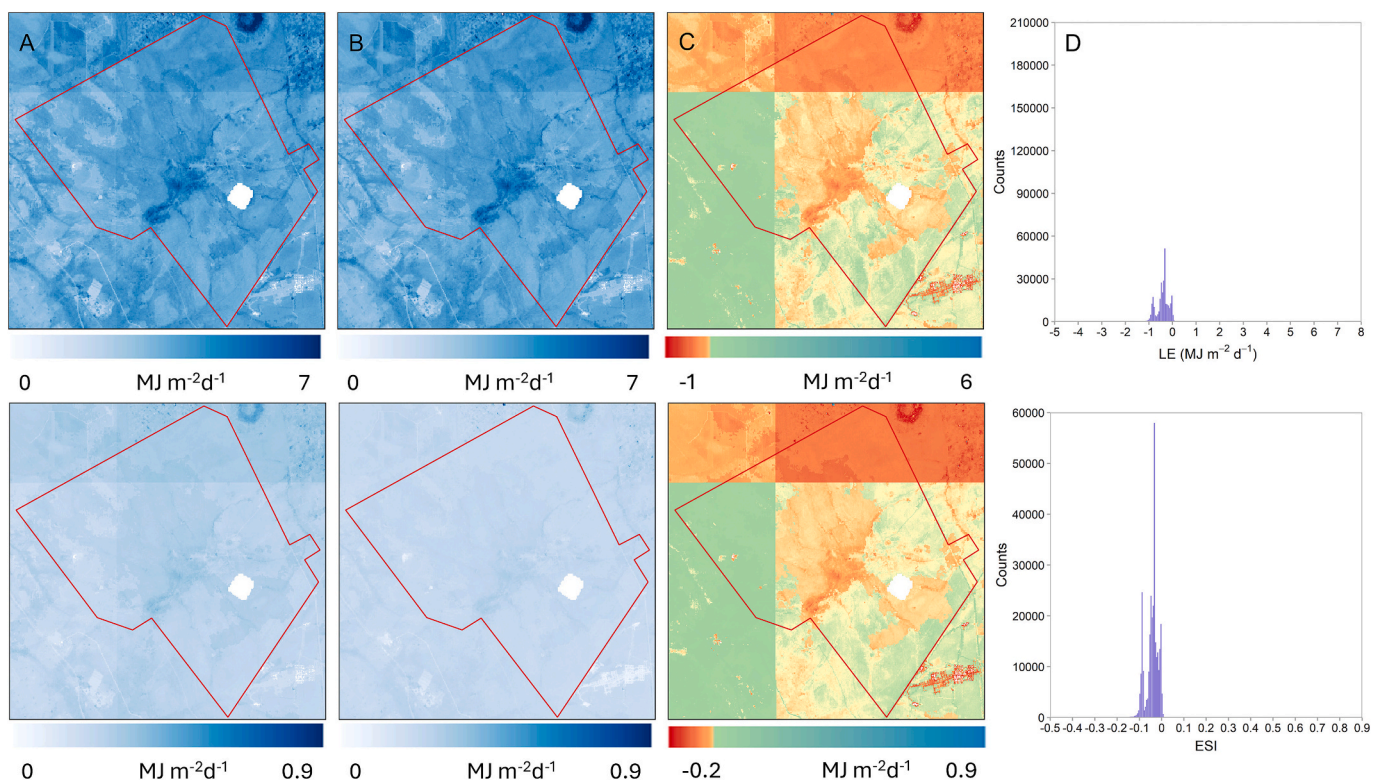 A
B
C
D
210000
180000
150000
120000
90000
60000
30000
0
Counts
-5 -4 -3 -2 -1 0 1 2 3 4 5 6 7 8
LE (MJ m⁻² d⁻¹)
0 MJ m⁻²d⁻¹ 7
0 MJ m⁻²d⁻¹ 7
-1 MJ m⁻²d⁻¹ 6
60000
50000
40000
30000
20000
10000
0
Counts
-0.5 -0.4 -0.3 -0.2 -0.1 0 0.1 0.2 0.3 0.4 0.5 0.6 0.7 0.8 0.9
ESI
0 MJ m⁻²d⁻¹ 0.9
0 MJ m⁻²d⁻¹ 0.9
-0.2 MJ m⁻²d⁻¹ 0.9